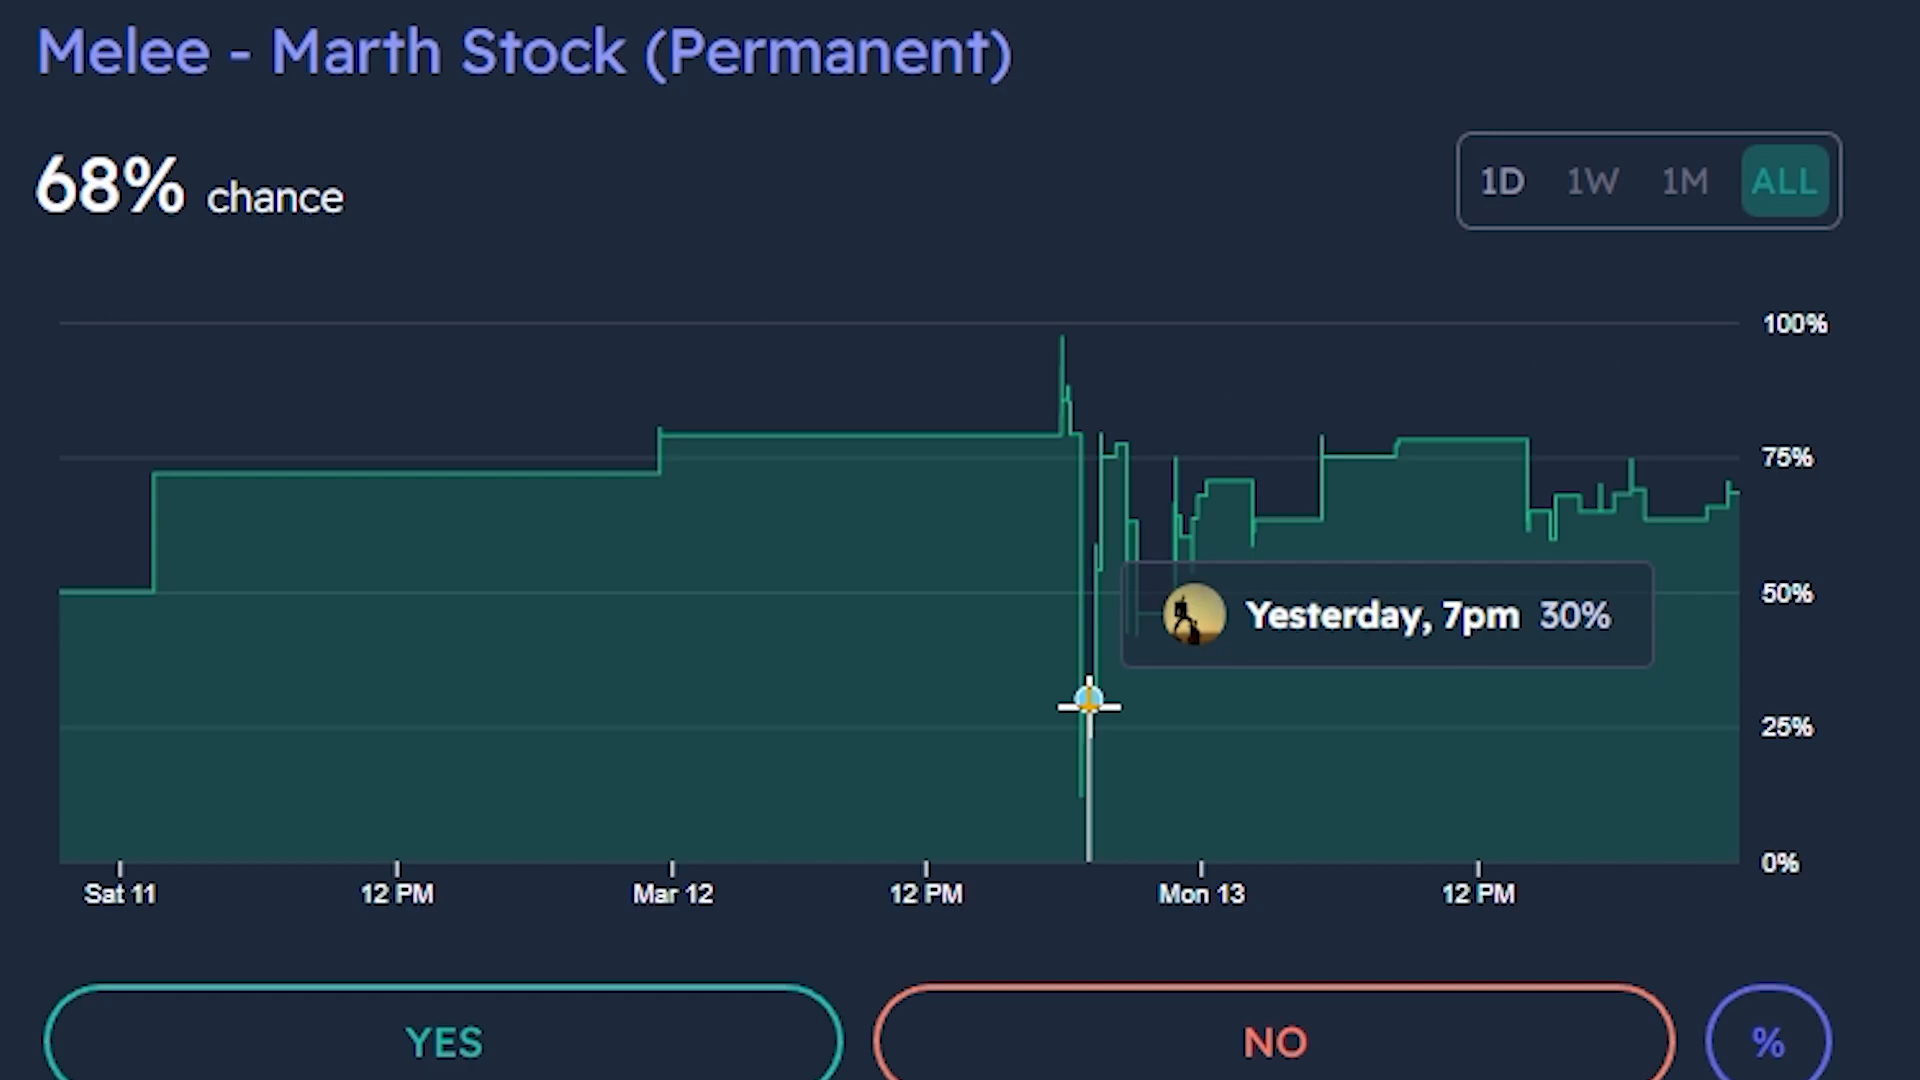 Melee - Marth Stock (Permanent)
68% chance
1D 1W 1M ALL
100%
75%
50%
25%
0%
Yesterday, 7pm 30%
Sat 11 12 PM Mar 12 12 PM Mon 13 12 PM
YES NO %